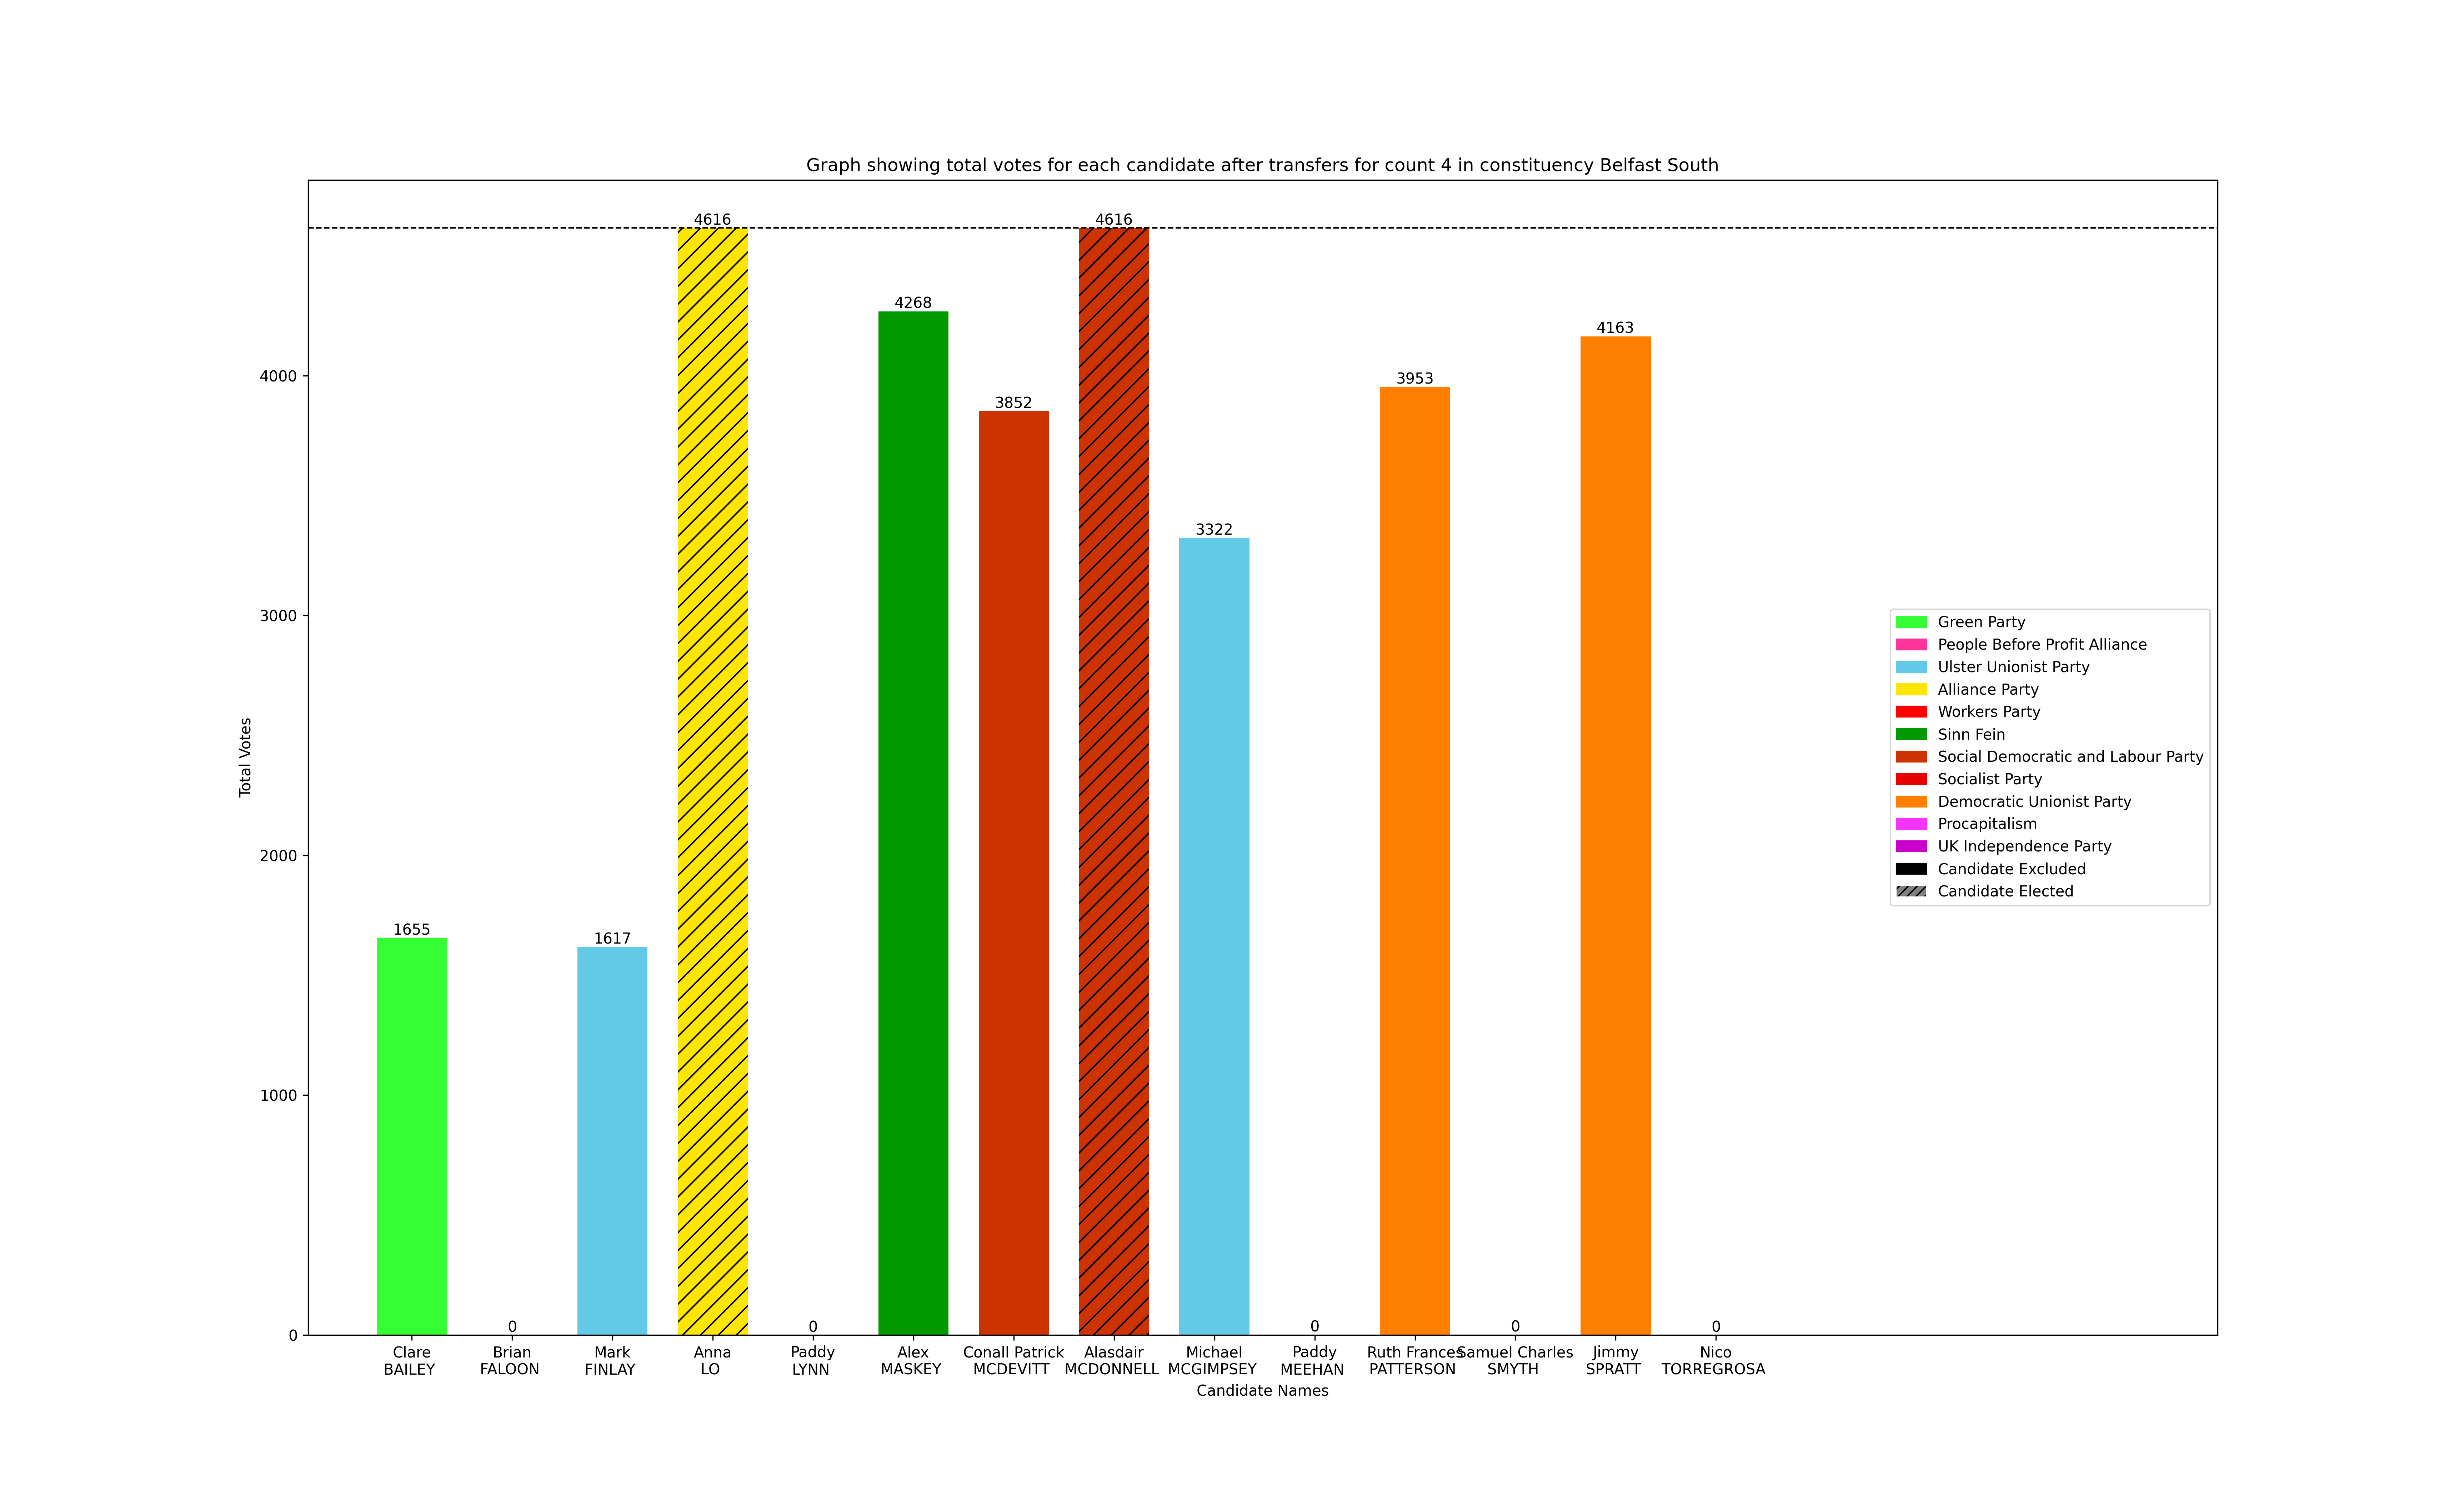 Graph showing total votes for each candidate after transfers for count 4 in constituency Belfast South
4616
4616
4268
4163
3953
3852
3322
1655
1617
0
0
0
0
0
4000
3000
2000
1000
0
Total Votes
Green Party
People Before Profit Alliance
Ulster Unionist Party
Alliance Party
Workers Party
Sinn Fein
Social Democratic and Labour Party
Socialist Party
Democratic Unionist Party
Procapitalism
UK Independence Party
Candidate Excluded
Candidate Elected
Clare
BAILEY
Brian
FALOON
Mark
FINLAY
Anna
LO
Paddy
LYNN
Alex
MASKEY
Conall Patrick
MCDEVITT
Alasdair
MCDONNELL
Michael
MCGIMPSEY
Paddy
MEEHAN
Ruth Frances
PATTERSON
Samuel Charles
SMYTH
Jimmy
SPRATT
Nico
TORREGROSA
Candidate Names